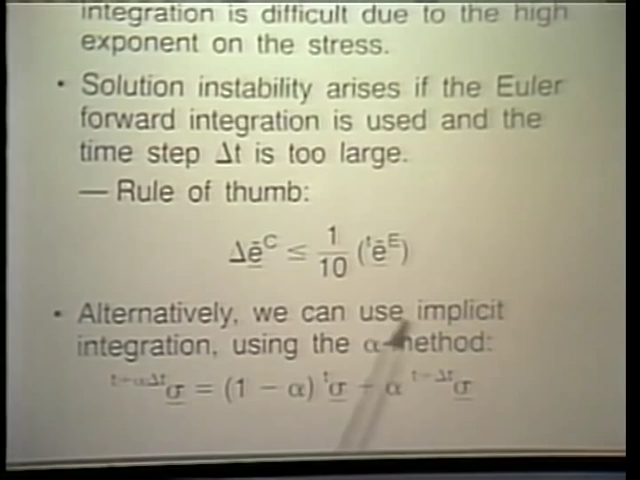 integration is difficult due to the high
exponent on the stress.
• Solution instability arises if the Euler
forward integration is used and the
time step Δt is too large.
— Rule of thumb:
Δē̲ᶜ ≤ 1/10 (ᵗē̲ᴱ)
• Alternatively, we can use implicit
integration, using the α-method:
ᵗ⁺αΔᵗσ̲ = (1 − α) ᵗσ̲ + α ᵗ⁺Δᵗσ̲